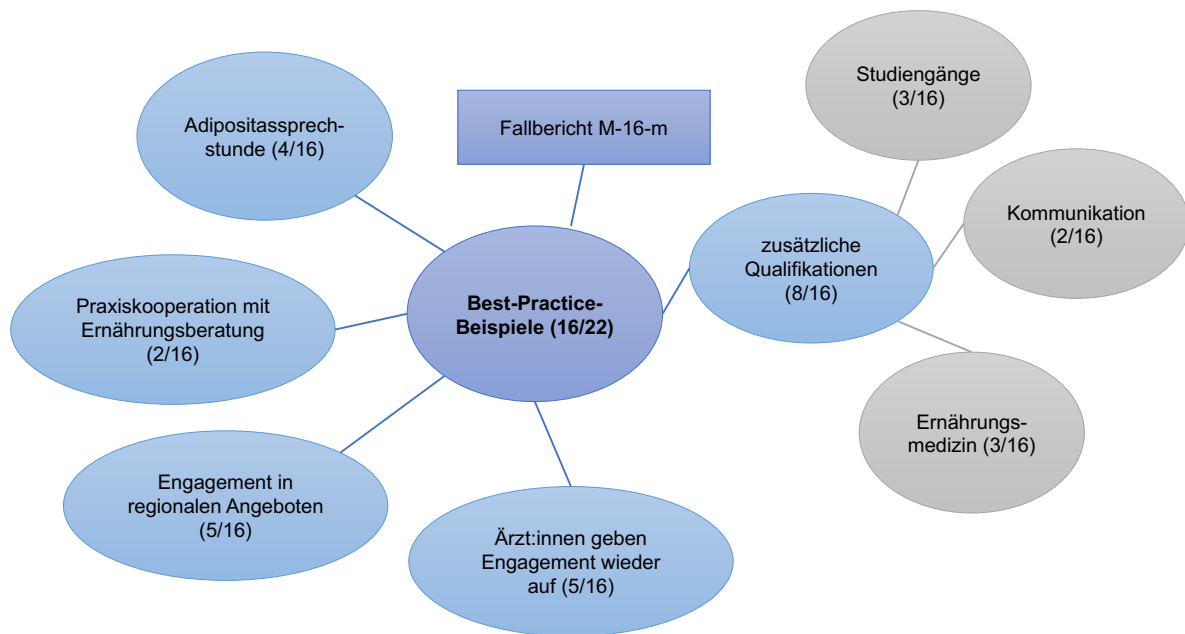 Adipositassprech-
stunde (4/16)
Fallbericht M-16-m
Studiengänge
(3/16)
Kommunikation
(2/16)
zusätzliche
Qualifikationen
(8/16)
Best-Practice-
Beispiele (16/22)
Praxiskooperation mit
Ernährungsberatung
(2/16)
Ernährungs-
medizin (3/16)
Engagement in
regionalen Angeboten
(5/16)
Ärzt:innen geben
Engagement wieder
auf (5/16)